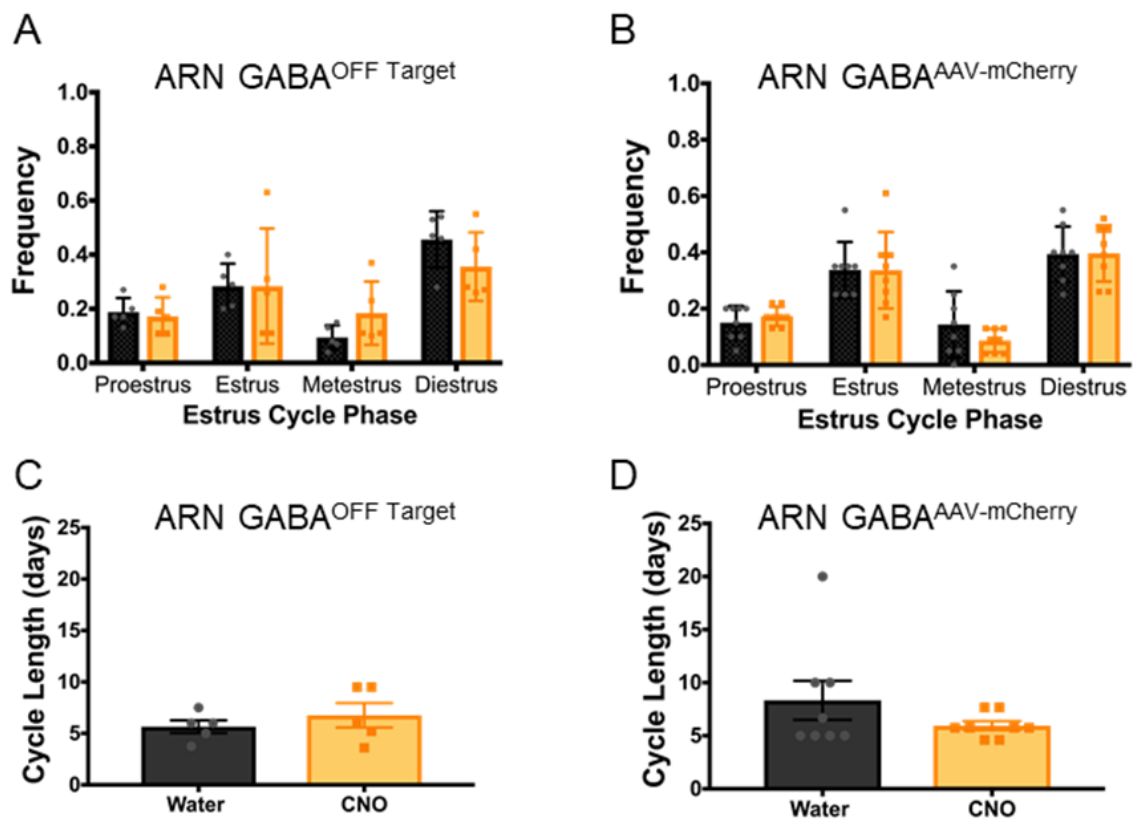 A
ARN GABA^OFF Target
Frequency
1.0
0.8
0.6
0.4
0.2
0.0
Proestrus Estrus Metestrus Diestrus
Estrus Cycle Phase
B
ARN GABA^AAV-mCherry
Frequency
1.0
0.8
0.6
0.4
0.2
0.0
Proestrus Estrus Metestrus Diestrus
Estrus Cycle Phase
C
ARN GABA^OFF Target
Cycle Length (days)
25
20
15
10
5
0
Water CNO
D
ARN GABA^AAV-mCherry
Cycle Length (days)
25
20
15
10
5
0
Water CNO